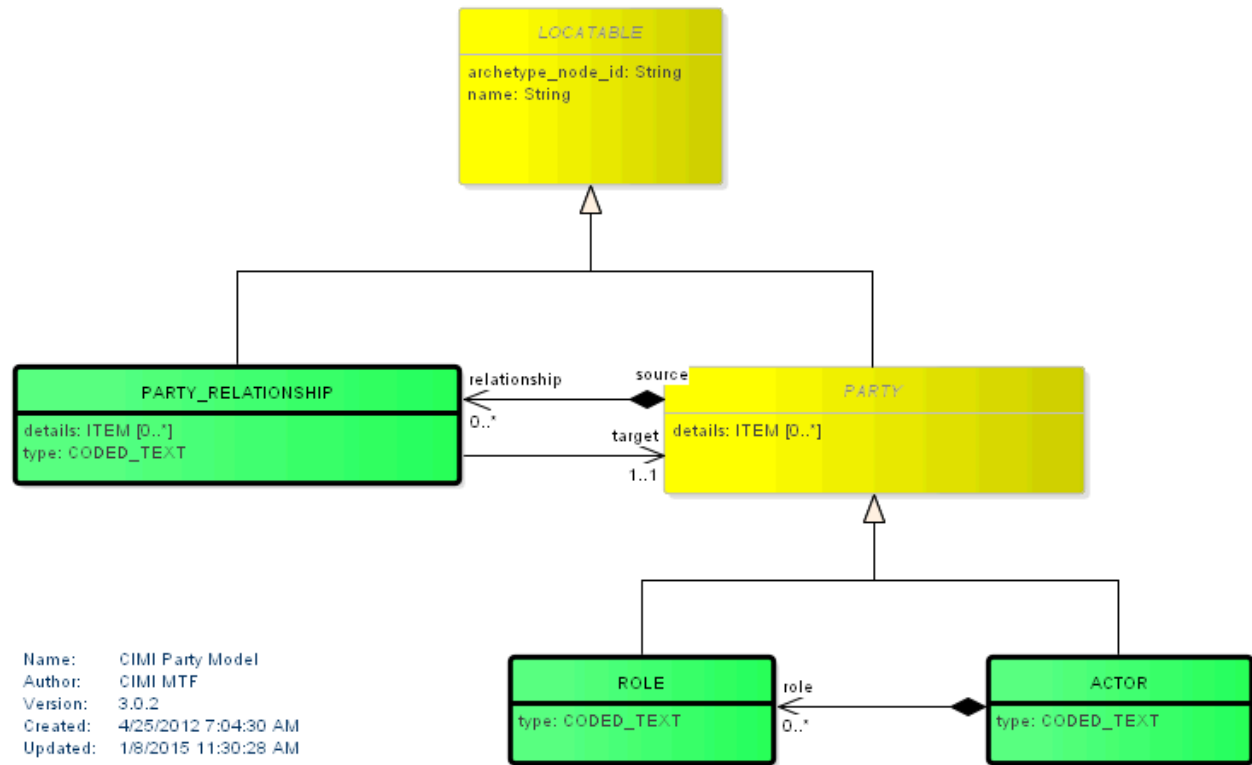 LOCATABLE
archetype_node_id: String
name: String
PARTY_RELATIONSHIP
details: ITEM [0..*]
type: CODED_TEXT
relationship
source
0..*
target
1..1
PARTY
details: ITEM [0..*]
Name: CIMI Party Model
Author: CIMI MTF
Version: 3.0.2
Created: 4/25/2012 7:04:30 AM
Updated: 1/8/2015 11:30:28 AM
ROLE
type: CODED_TEXT
role
0..*
ACTOR
type: CODED_TEXT